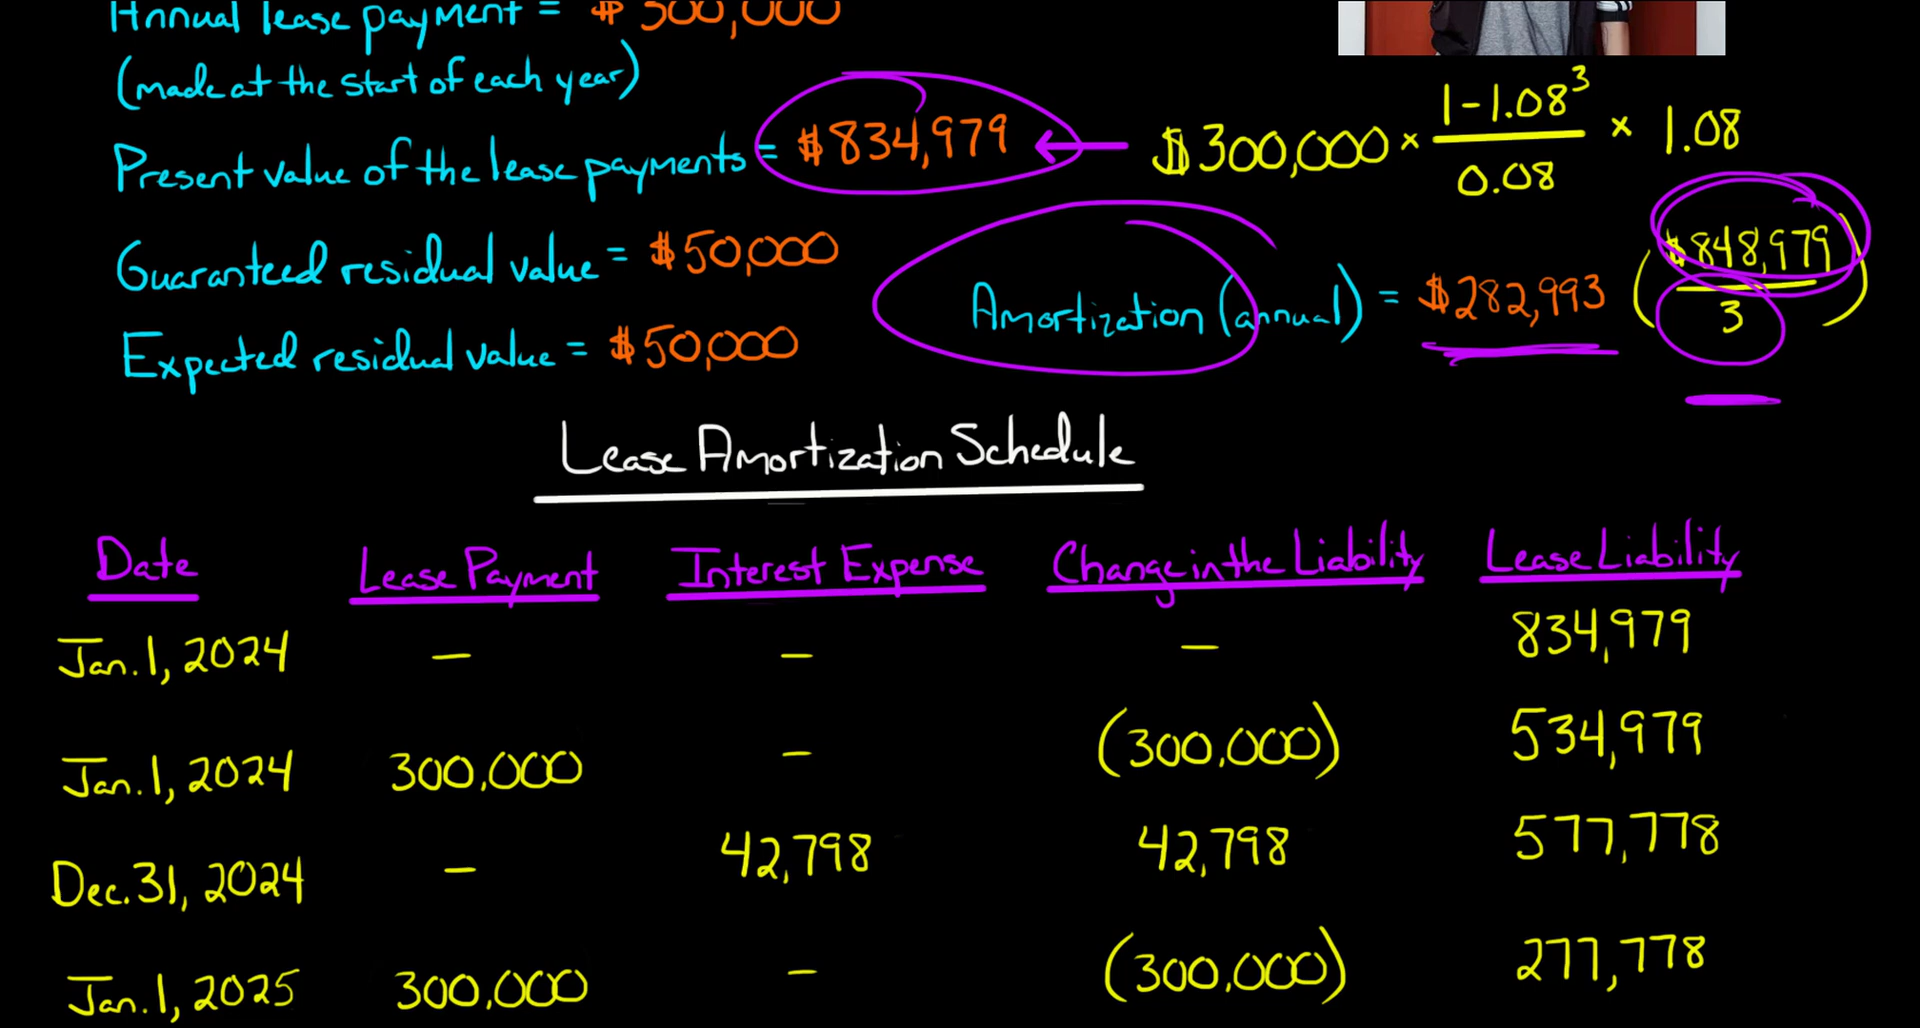 Annual lease payment = $300,000
(made at the start of each year)
Present value of the lease payments = $834,979 ← $300,000 × (1-1.08³)/0.08 × 1.08
Guaranteed residual value = $50,000
Amortization (annual) = $282,993 ($848,979/3)
Expected residual value = $50,000
Lease Amortization Schedule
Date Lease Payment Interest Expense Change in the Liability Lease Liability
Jan. 1, 2024 – – – 834,979
Jan. 1, 2024 300,000 – (300,000) 534,979
Dec. 31, 2024 – 42,798 42,798 577,778
Jan. 1, 2025 300,000 – (300,000) 277,778